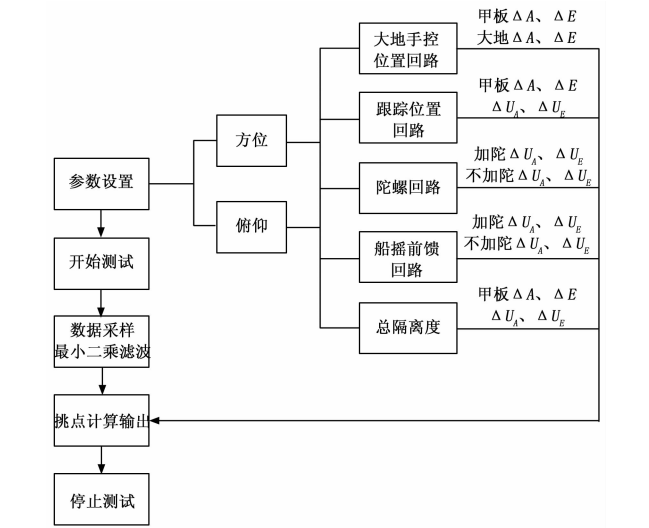 甲板ΔA、ΔE
大地ΔA、ΔE
大地手控
位置回路
甲板ΔA、ΔE
ΔU_A、ΔU_E
跟踪位置
回路
方位
加陀ΔU_A、ΔU_E
不加陀ΔU_A、ΔU_E
陀螺回路
参数设置
俯仰
加陀ΔU_A、ΔU_E
不加陀ΔU_A、ΔU_E
船摇前馈
回路
开始测试
甲板ΔA、ΔE
ΔU_A、ΔU_E
总隔离度
数据采样
最小二乘滤波
挑点计算输出
停止测试